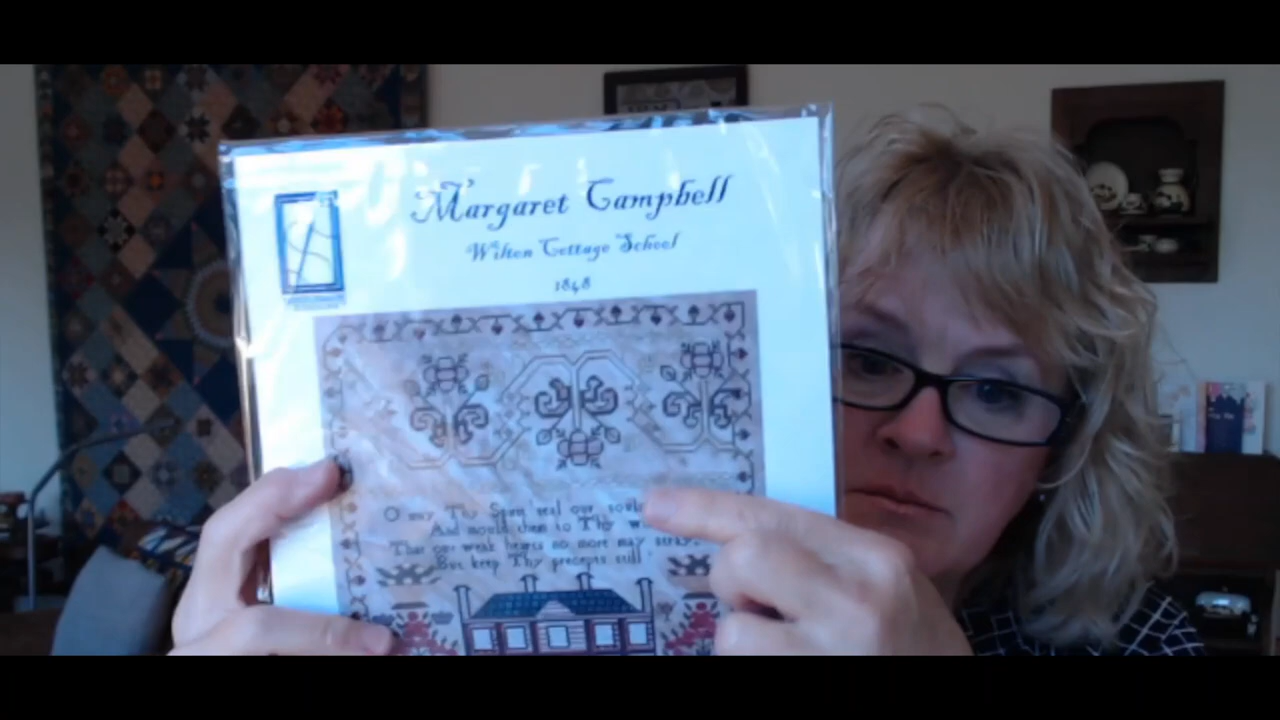 Margaret Campbell
Wilton Cottage School
1848
O may Thy Spirit seal our souls
And mould them to Thy w
That our weak hearts no more may stray
But keep Thy precepts still